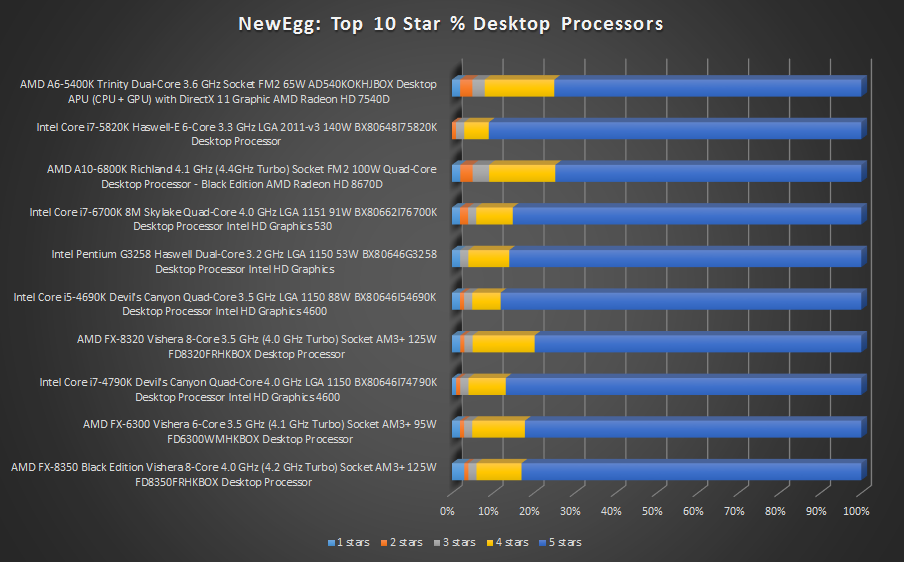 NewEgg: Top 10 Star % Desktop Processors
AMD A6-5400K Trinity Dual-Core 3.6 GHz Socket FM2 65W AD540KOKHJBOX Desktop
APU (CPU + GPU) with DirectX 11 Graphic AMD Radeon HD 7540D
Intel Core i7-5820K Haswell-E 6-Core 3.3 GHz LGA 2011-v3 140W BX80648I75820K
Desktop Processor
AMD A10-6800K Richland 4.1 GHz (4.4GHz Turbo) Socket FM2 100W Quad-Core
Desktop Processor - Black Edition AMD Radeon HD 8670D
Intel Core i7-6700K 8M Skylake Quad-Core 4.0 GHz LGA 1151 91W BX80662I76700K
Desktop Processor Intel HD Graphics 530
Intel Pentium G3258 Haswell Dual-Core 3.2 GHz LGA 1150 53W BX80646G3258
Desktop Processor Intel HD Graphics
Intel Core i5-4690K Devil's Canyon Quad-Core 3.5 GHz LGA 1150 88W BX80646I54690K
Desktop Processor Intel HD Graphics 4600
AMD FX-8320 Vishera 8-Core 3.5 GHz (4.0 GHz Turbo) Socket AM3+ 125W
FD8320FRHKBOX Desktop Processor
Intel Core i7-4790K Devil's Canyon Quad-Core 4.0 GHz LGA 1150 BX80646I74790K
Desktop Processor Intel HD Graphics 4600
AMD FX-6300 Vishera 6-Core 3.5 GHz (4.1 GHz Turbo) Socket AM3+ 95W
FD6300WMHKBOX Desktop Processor
AMD FX-8350 Black Edition Vishera 8-Core 4.0 GHz (4.2 GHz Turbo) Socket AM3+ 125W
FD8350FRHKBOX Desktop Processor
0% 10% 20% 30% 40% 50% 60% 70% 80% 90% 100%
1 stars 2 stars 3 stars 4 stars 5 stars